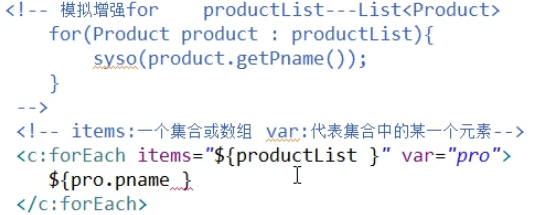 <!-- 模拟增强for productList---List<Product>
for(Product product : productList){
syso(product.getPname());
}
-->
<!-- items:一个集合或数组 var:代表集合中的某一个元素-->
<c:forEach items="${productList }" var="pro">
${pro.pname }
</c:forEach>